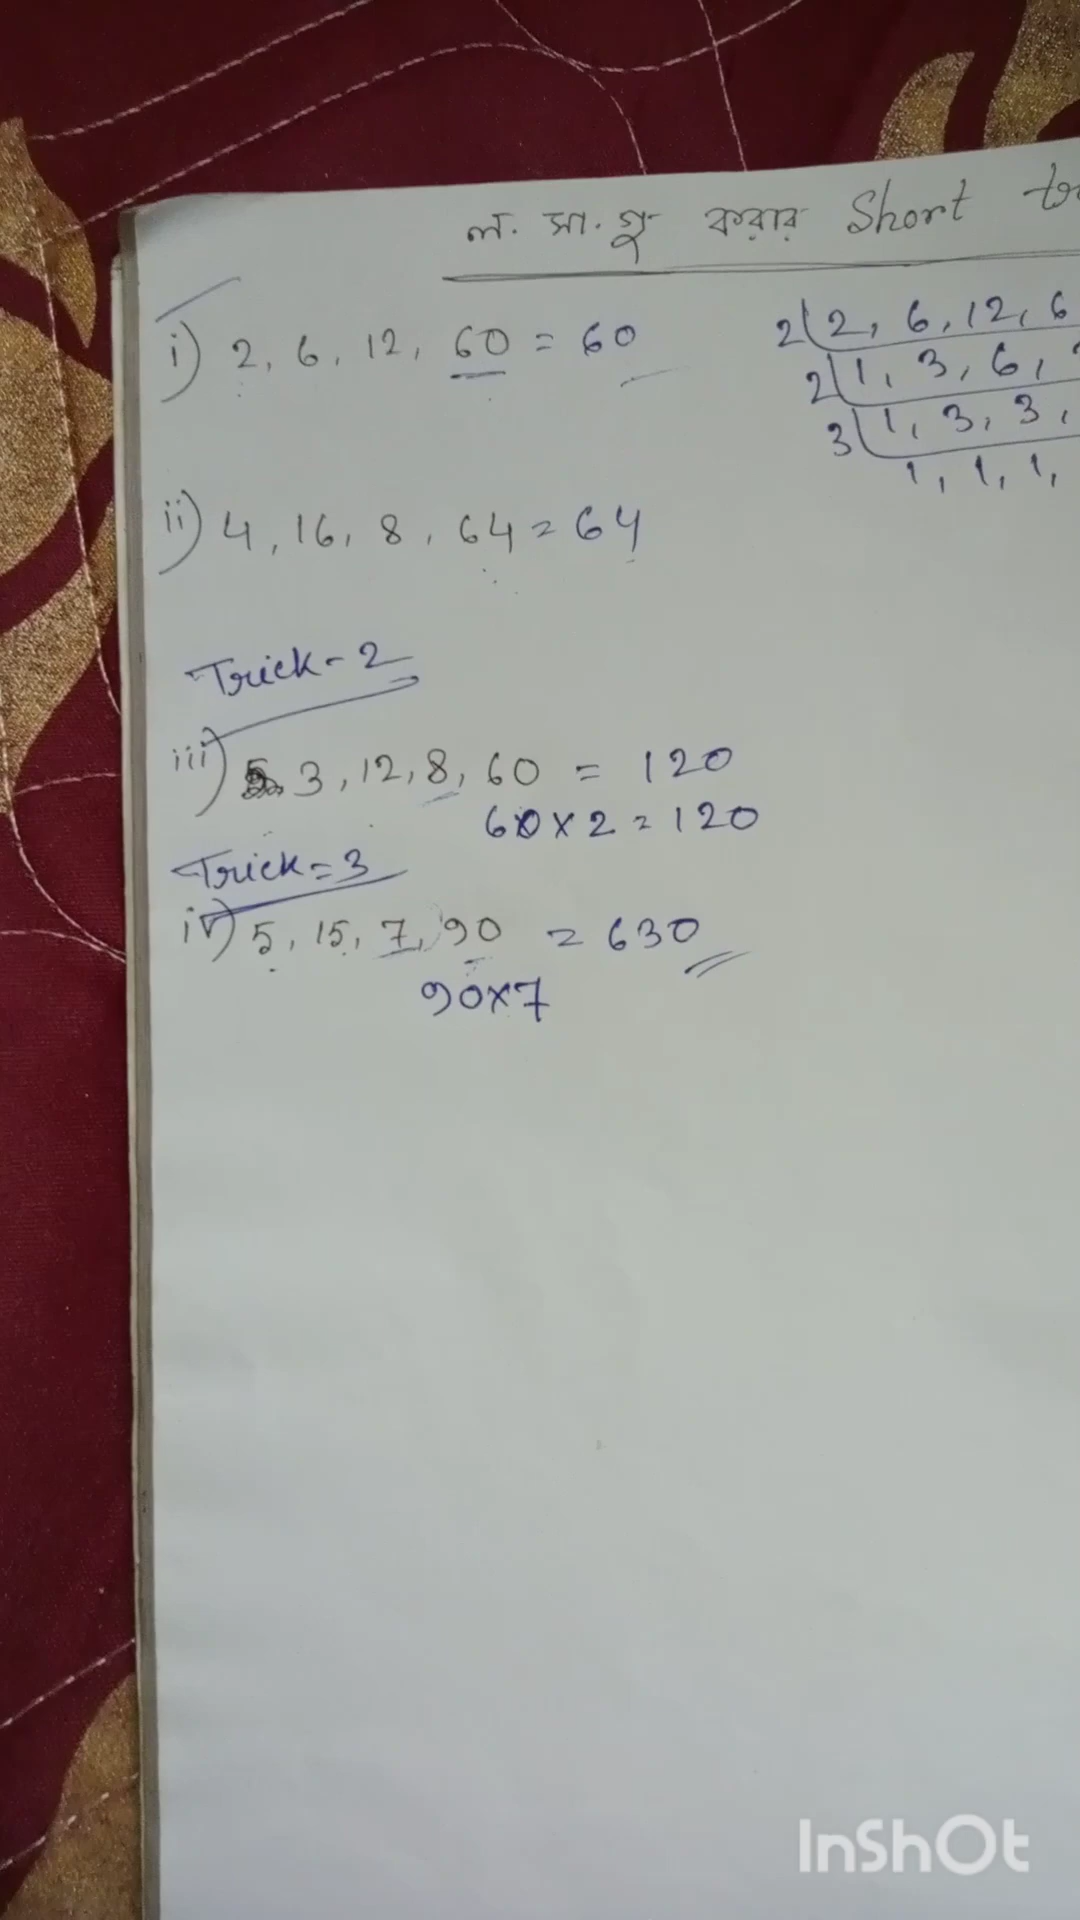 ল. সা. গু করার Short
i) 2, 6, 12, 60 = 60
2 2, 6, 12, 6
2 1, 3, 6,
3 1, 3, 3,
1, 1, 1,
ii) 4, 16, 8, 64 = 64
Trick-2
iii) 3, 12, 8, 60 = 120
60 x 2 = 120
Trick=3
iv) 5, 15, 7, 90 = 630
90x7
InShOt